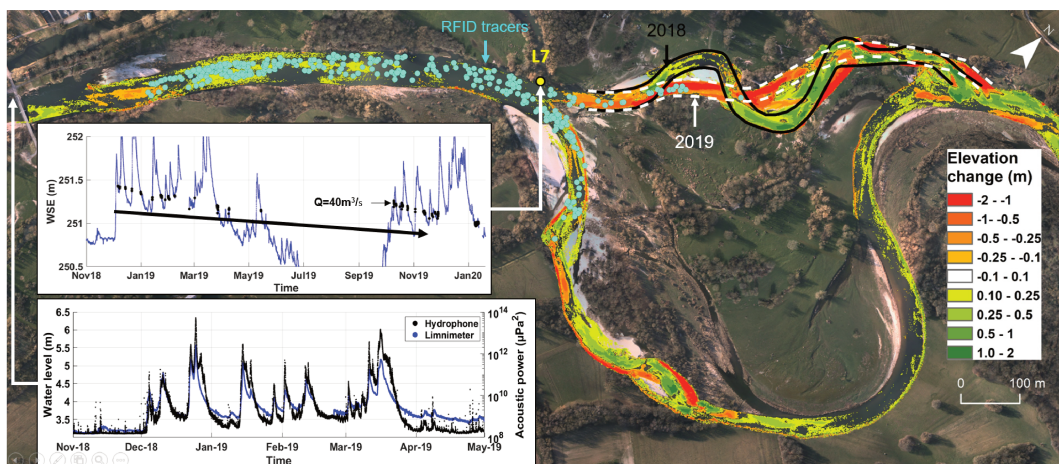 RFID tracers
L7
2018
N
2019
252
251.5
251
250.5
WSE (m)
Q=40m³/s
Nov18 Jan19 Mar19 May19 Jul19 Sep19 Nov19 Jan20
Time
6.5
6
5.5
5
4.5
4
3.5
Water level (m)
Hydrophone
Limnimeter
10¹⁴
10¹²
10¹⁰
10⁸
Acoustic power (µPa²)
Nov-18 Dec-18 Jan-19 Feb-19 Mar-19 Apr-19 May-19
Time
Elevation
change (m)
-2 - -1
-1 - -0.5
-0.5 - -0.25
-0.25 - -0.1
-0.1 - 0.1
0.10 - 0.25
0.25 - 0.5
0.5 - 1
1.0 - 2
0 100 m